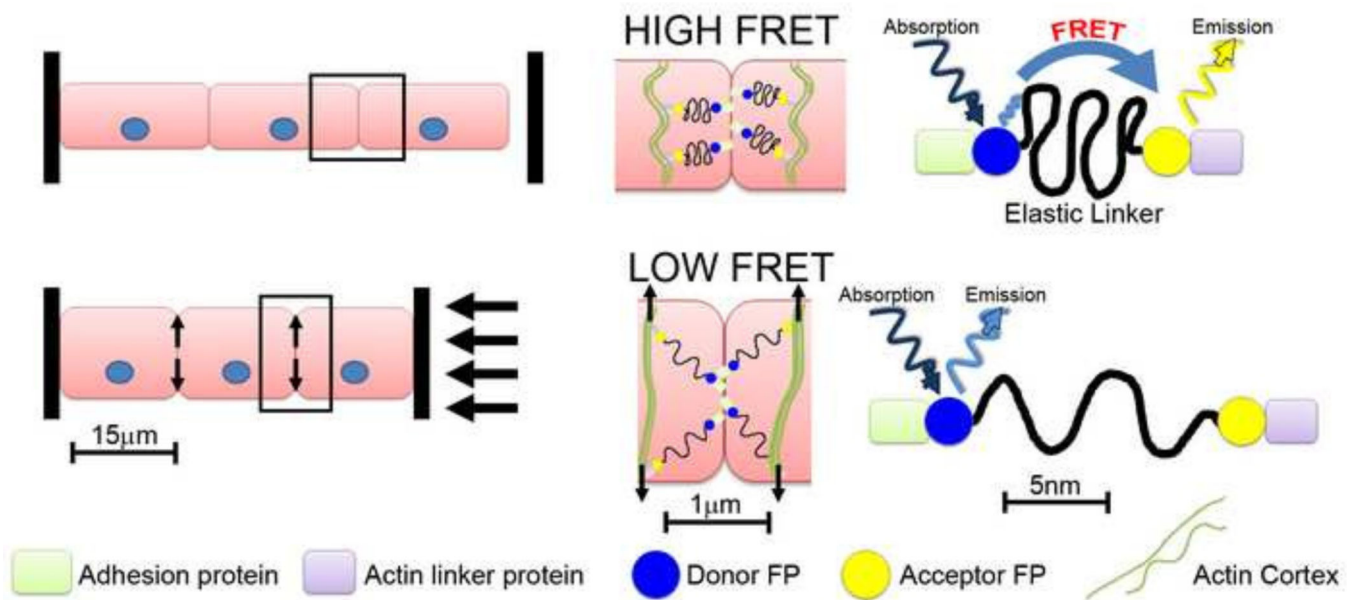 HIGH FRET
Absorption
FRET
Emission
Elastic Linker
LOW FRET
Absorption
Emission
15μm
1μm
5nm
Adhesion protein
Actin linker protein
Donor FP
Acceptor FP
Actin Cortex